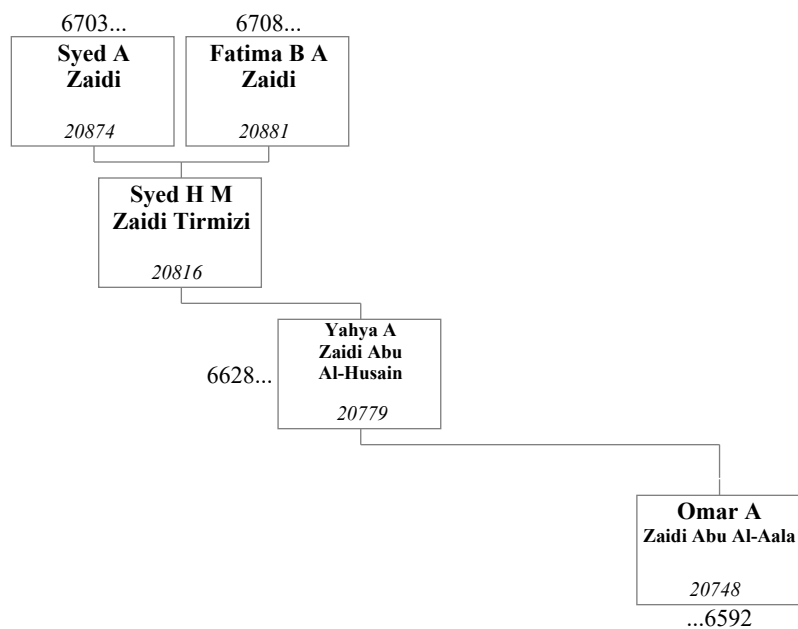 6703...
6708...
Syed A
Zaidi
20874
Fatima B A
Zaidi
20881
Syed H M
Zaidi Tirmizi
20816
6628...
Yahya A
Zaidi Abu
Al-Husain
20779
Omar A
Zaidi Abu Al-Aala
20748
...6592